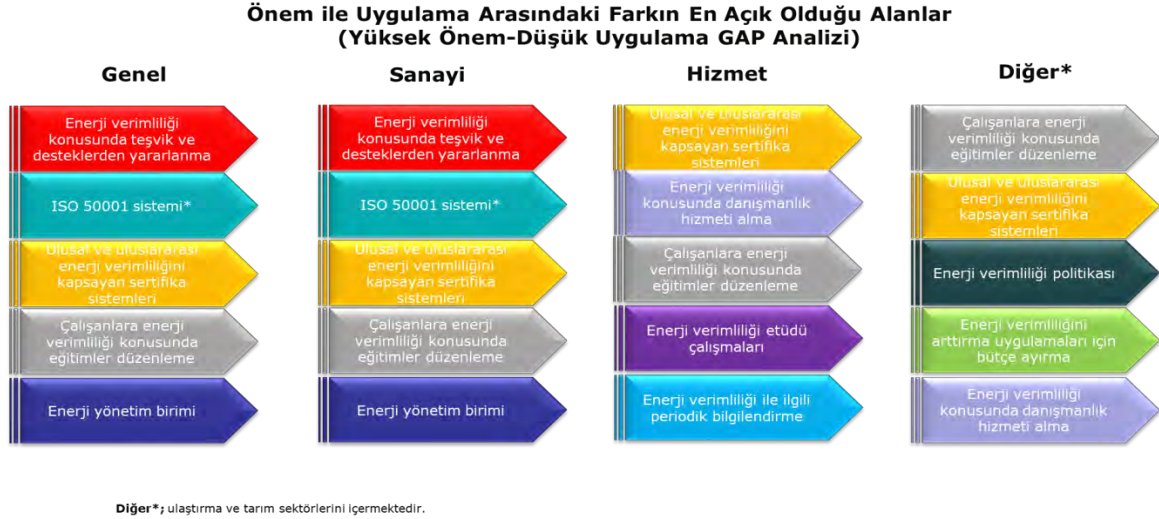 Önem ile Uygulama Arasındaki Farkın En Açık Olduğu Alanlar
(Yüksek Önem-Düşük Uygulama GAP Analizi)
Genel
Enerji verimliliği
konusunda teşvik ve
desteklerden yararlanma
ISO 50001 sistemi*
Ulusal ve uluslararası
enerji verimliliğini
kapsayan sertifika
sistemleri
Çalışanlara enerji
verimliliği konusunda
eğitimler düzenleme
Enerji yönetim birimi
Sanayi
Enerji verimliliği
konusunda teşvik ve
desteklerden yararlanma
ISO 50001 sistemi*
Ulusal ve uluslararası
enerji verimliliğini
kapsayan sertifika
sistemleri
Çalışanlara enerji
verimliliği konusunda
eğitimler düzenleme
Enerji yönetim birimi
Hizmet
Ulusal ve uluslararası
enerji verimliliğini
kapsayan sertifika
sistemleri
Enerji verimliliği
konusunda danışmanlık
hizmeti alma
Çalışanlara enerji
verimliliği konusunda
eğitimler düzenleme
Enerji verimliliği etüdü
çalışmaları
Enerji verimliliği ile ilgili
periodik bilgilendirme
Diğer*
Çalışanlara enerji
verimliliği konusunda
eğitimler düzenleme
Ulusal ve uluslararası
enerji verimliliğini
kapsayan sertifika
sistemleri
Enerji verimliliği politikası
Enerji verimliliğini
arttırma uygulamaları için
bütçe ayırma
Enerji verimliliği
konusunda danışmanlık
hizmeti alma
Diğer*; ulaştırma ve tarım sektörlerini içermektedir.